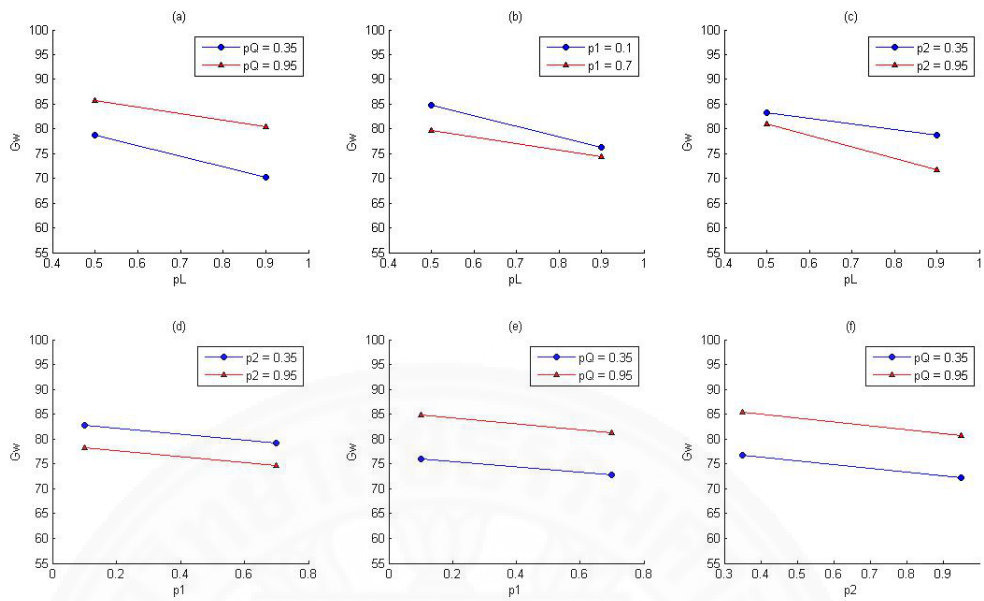 (a)
100
95
90
85
80
75
70
65
60
55
Gw
0.4 0.5 0.6 0.7 0.8 0.9 1
pL
pQ = 0.35
pQ = 0.95
(b)
100
95
90
85
80
75
70
65
60
55
Gw
0.4 0.5 0.6 0.7 0.8 0.9 1
pL
p1 = 0.1
p1 = 0.7
(c)
100
95
90
85
80
75
70
65
60
55
Gw
0.4 0.5 0.6 0.7 0.8 0.9 1
pL
p2 = 0.35
p2 = 0.95
(d)
100
95
90
85
80
75
70
65
60
55
Gw
0 0.2 0.4 0.6 0.8
p1
p2 = 0.35
p2 = 0.95
(e)
100
95
90
85
80
75
70
65
60
55
Gw
0 0.2 0.4 0.6 0.8
p1
pQ = 0.35
pQ = 0.95
(f)
100
95
90
85
80
75
70
65
60
55
Gw
0.3 0.4 0.5 0.6 0.7 0.8 0.9
p2
pQ = 0.35
pQ = 0.95